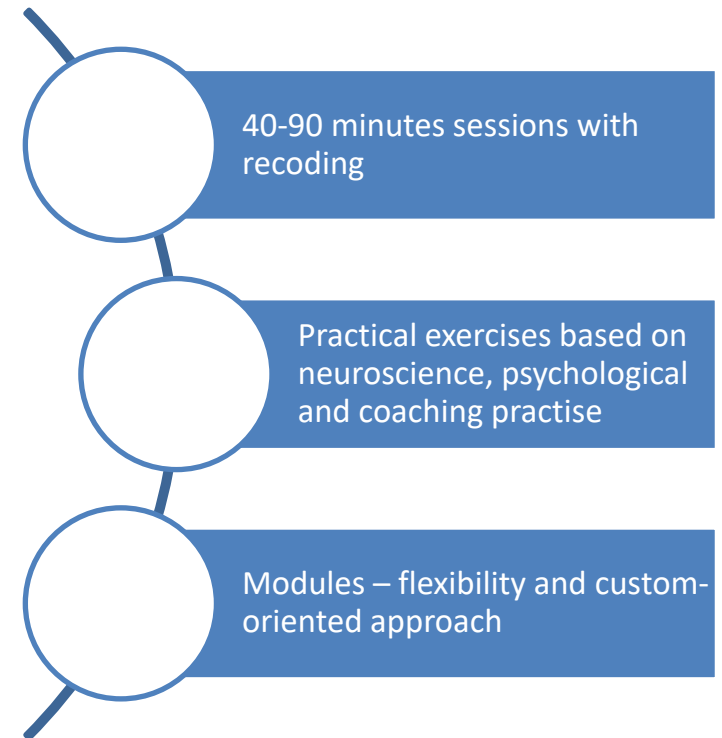 40-90 minutes sessions with
recoding
Practical exercises based on
neuroscience, psychological
and coaching practise
Modules – flexibility and custom-
oriented approach